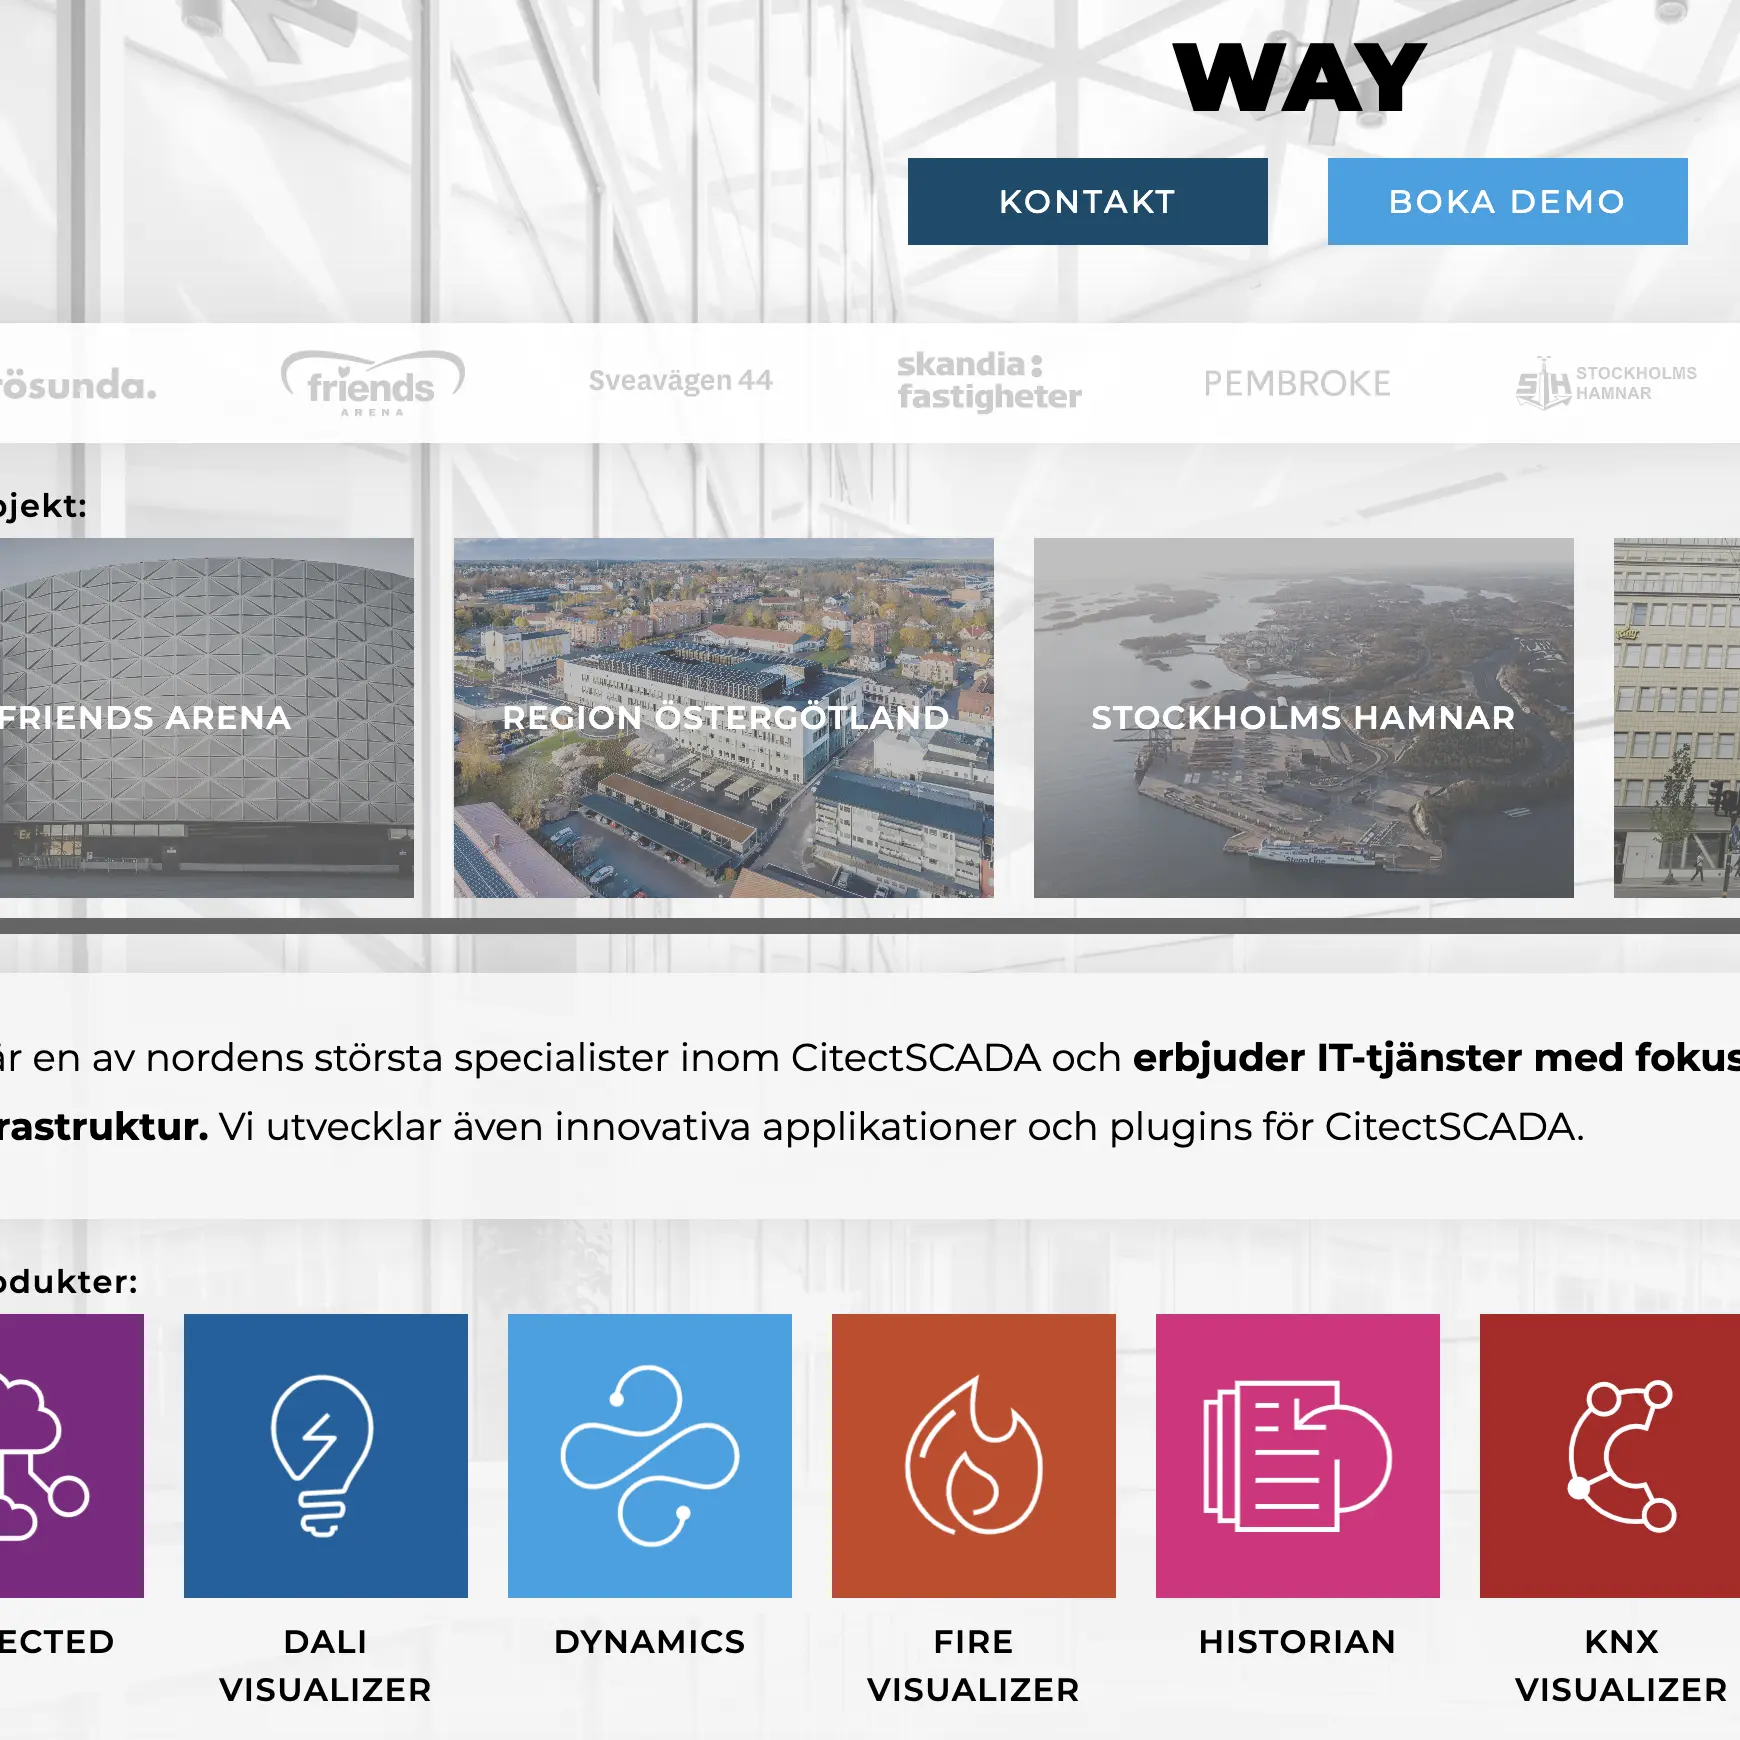 WAY
KONTAKT
BOKA DEMO
rösunda.
friends
ARENA
Sveavägen 44
skandia:
fastigheter
PEMBROKE
STOCKHOLMS
HAMNAR
ojekt:
FRIENDS ARENA
REGION ÖSTERGÖTLAND
STOCKHOLMS HAMNAR
är en av nordens största specialister inom CitectSCADA och erbjuder IT-tjänster med fokus
rastruktur. Vi utvecklar även innovativa applikationer och plugins för CitectSCADA.
odukter:
ECTED
DALI
VISUALIZER
DYNAMICS
FIRE
VISUALIZER
HISTORIAN
KNX
VISUALIZER